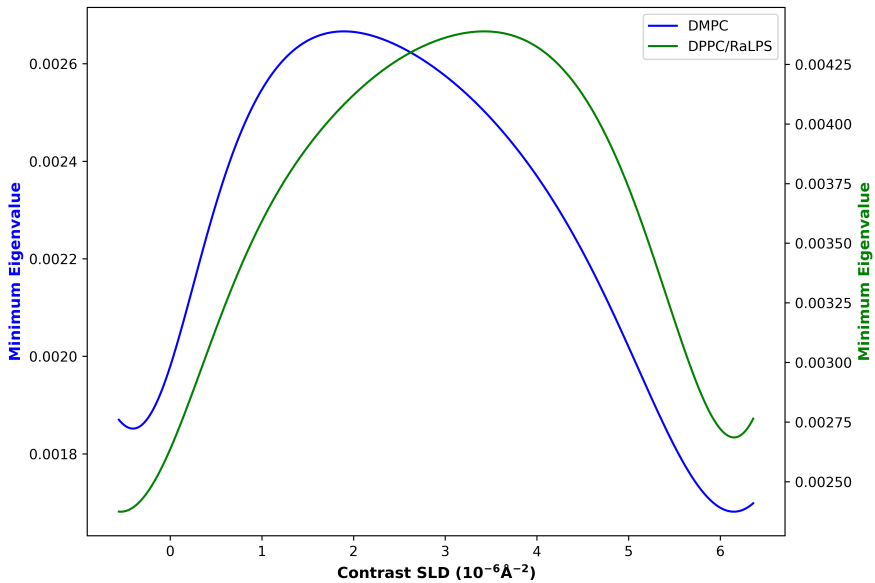 DMPC
DPPC/RaLPS
Minimum Eigenvalue
0.0026
0.0024
0.0022
0.0020
0.0018
0.00425
0.00400
0.00375
0.00350
0.00325
0.00300
0.00275
0.00250
Minimum Eigenvalue
0 1 2 3 4 5 6
Contrast SLD (10⁻⁶Å⁻²)